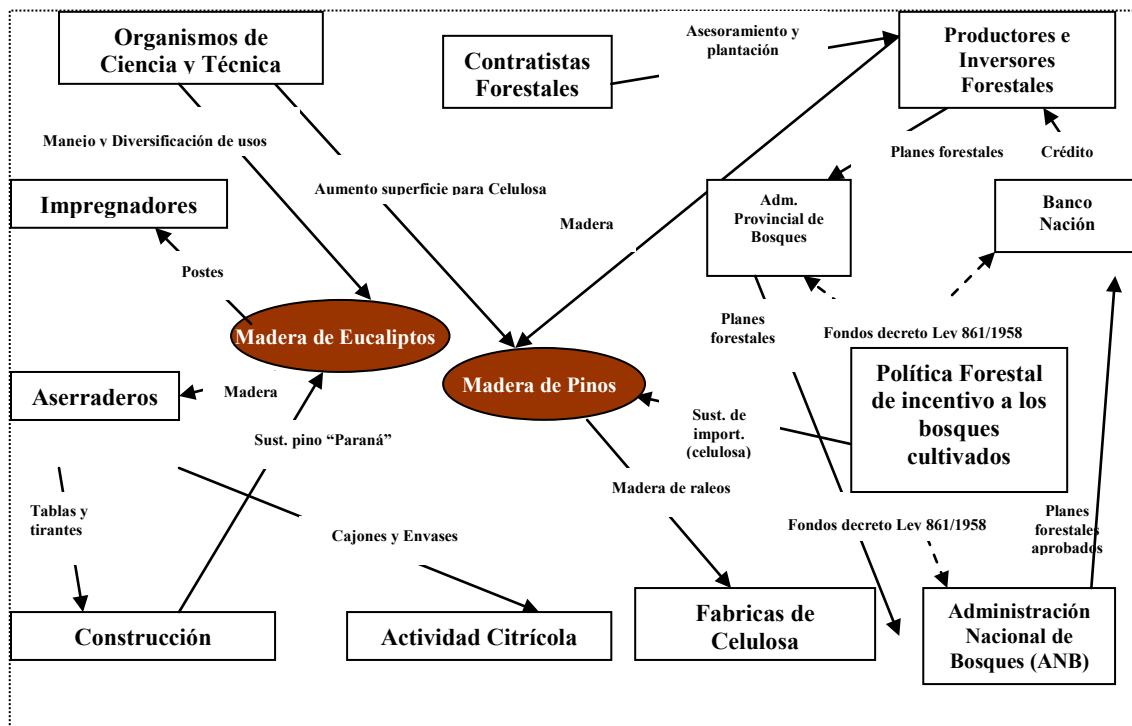 Organismos de
Ciencia y Técnica
Contratistas
Forestales
Asesoramiento y
plantación
Productores e
Inversores
Forestales
Manejo y Diversificación de usos
Planes forestales
Crédito
Impregnadores
Aumento superficie para Celulosa
Madera
Adm.
Provincial de
Bosques
Banco
Nación
Postes
Madera de Eucaliptos
Planes
forestales
Fondos decreto Ley 861/1958
Aserraderos
Madera
Madera de Pinos
Política Forestal
de incentivo a los
bosques
cultivados
Sust. pino “Paraná”
Sust. de
import.
(celulosa)
Madera de raleos
Tablas y
tirantes
Cajones y Envases
Fondos decreto Ley 861/1958
Planes
forestales
aprobados
Construcción
Actividad Citrícola
Fabricas de
Celulosa
Administración
Nacional de
Bosques (ANB)